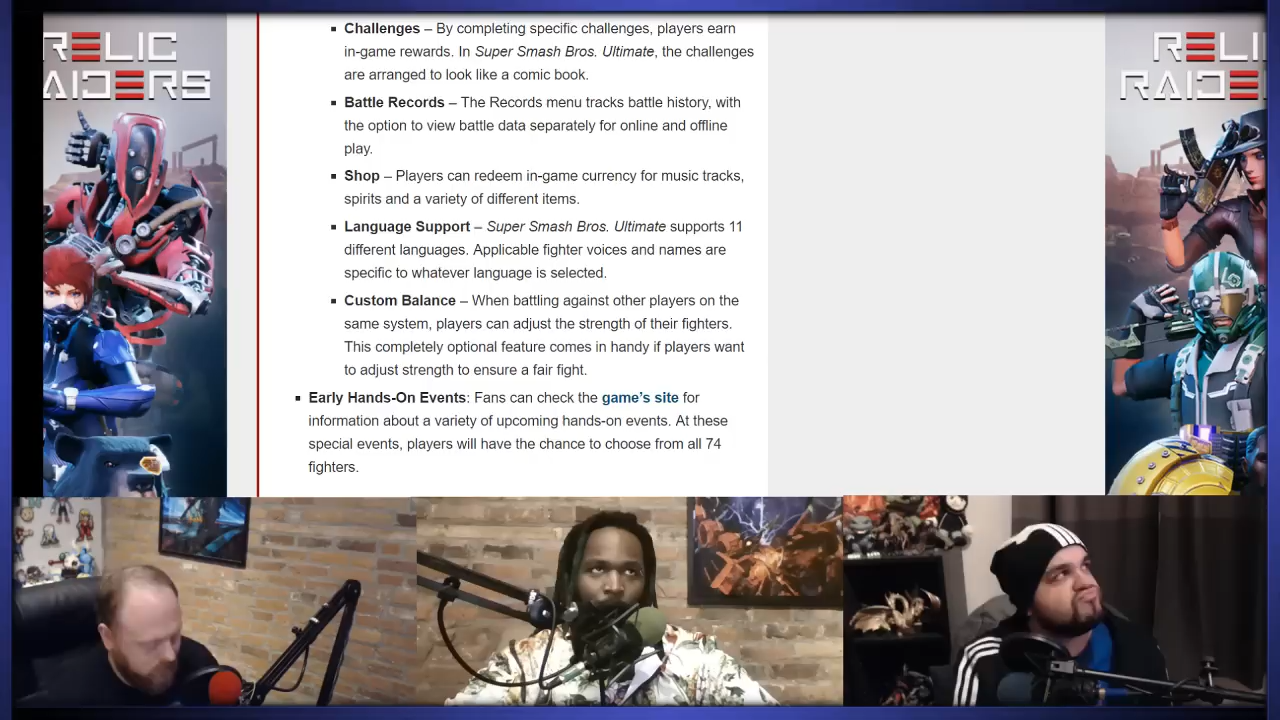 RELIC
RAIDERS
Challenges – By completing specific challenges, players earn
in-game rewards. In Super Smash Bros. Ultimate, the challenges
are arranged to look like a comic book.
Battle Records – The Records menu tracks battle history, with
the option to view battle data separately for online and offline
play.
Shop – Players can redeem in-game currency for music tracks,
spirits and a variety of different items.
Language Support – Super Smash Bros. Ultimate supports 11
different languages. Applicable fighter voices and names are
specific to whatever language is selected.
Custom Balance – When battling against other players on the
same system, players can adjust the strength of their fighters.
This completely optional feature comes in handy if players want
to adjust strength to ensure a fair fight.
Early Hands-On Events: Fans can check the game's site for
information about a variety of upcoming hands-on events. At these
special events, players will have the chance to choose from all 74
fighters.
RELI
RAIDE